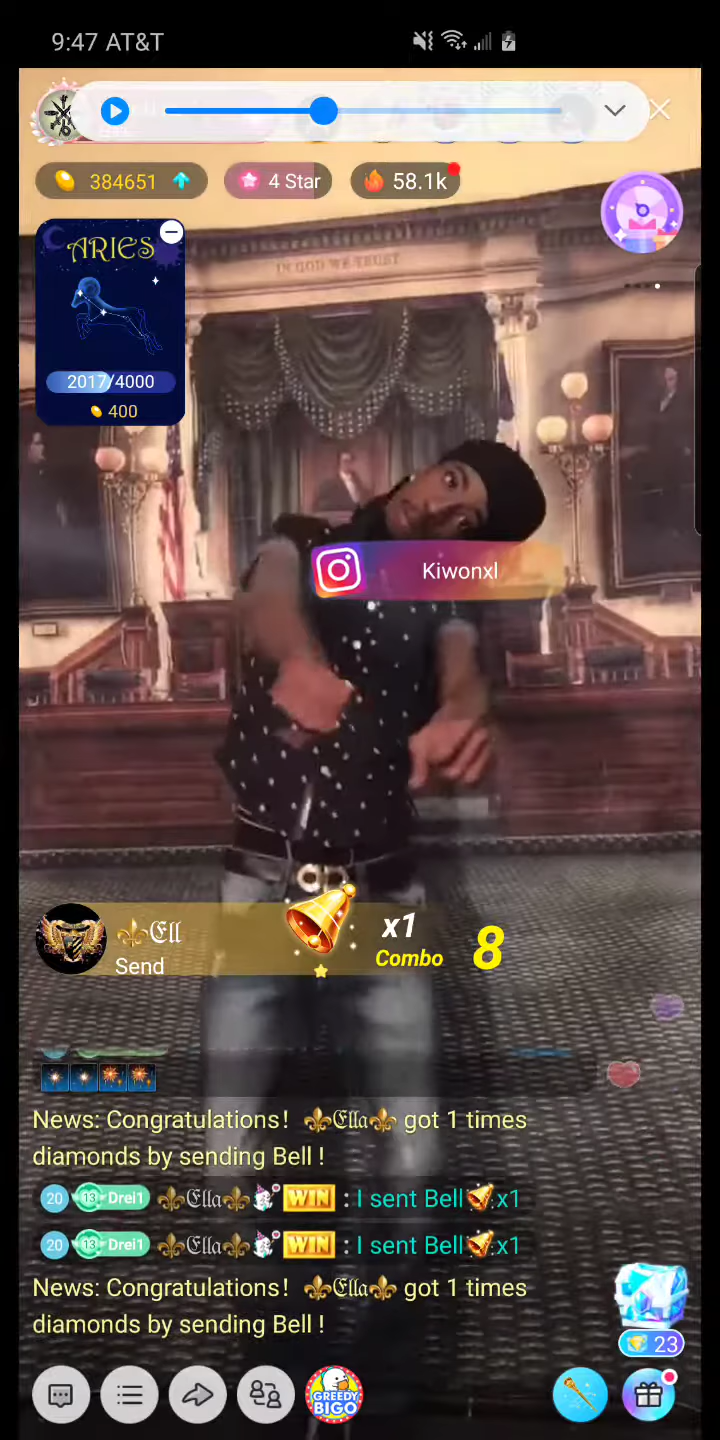 9:47 AT&T
384651
4 Star
58.1k
ARIES
2017/4000
400
IN GOD WE TRUST
Kiwonxl
⚜Ell
Send
x1
Combo
8
News: Congratulations! ⚜Ella⚜ got 1 times
diamonds by sending Bell !
20 13 Drei1 ⚜Ella⚜ WIN : I sent Bell x1
20 13 Drei1 ⚜Ella⚜ WIN : I sent Bell x1
News: Congratulations! ⚜Ella⚜ got 1 times
diamonds by sending Bell !
23
GREEDY
BIGO